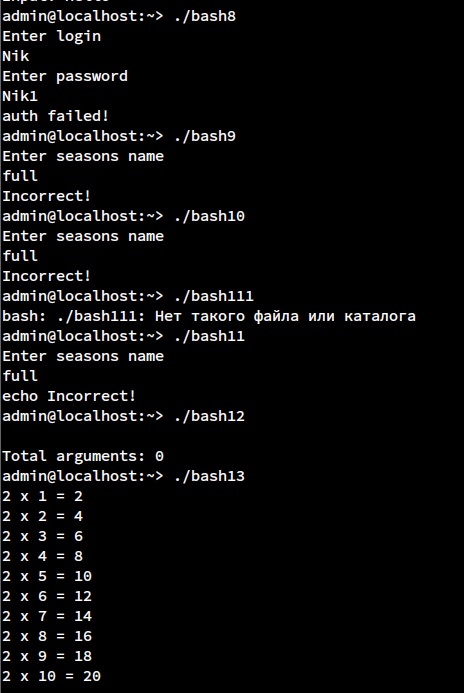 admin@localhost:~> ./bash8
Enter login
Nik
Enter password
Nik1
auth failed!
admin@localhost:~> ./bash9
Enter seasons name
full
Incorrect!
admin@localhost:~> ./bash10
Enter seasons name
full
Incorrect!
admin@localhost:~> ./bash111
bash: ./bash111: Нет такого файла или каталога
admin@localhost:~> ./bash11
Enter seasons name
full
echo Incorrect!
admin@localhost:~> ./bash12
Total arguments: 0
admin@localhost:~> ./bash13
2 x 1 = 2
2 x 2 = 4
2 x 3 = 6
2 x 4 = 8
2 x 5 = 10
2 x 6 = 12
2 x 7 = 14
2 x 8 = 16
2 x 9 = 18
2 x 10 = 20